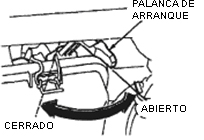 PALANCA DE
ARRANQUE
ABIERTO
CERRADO